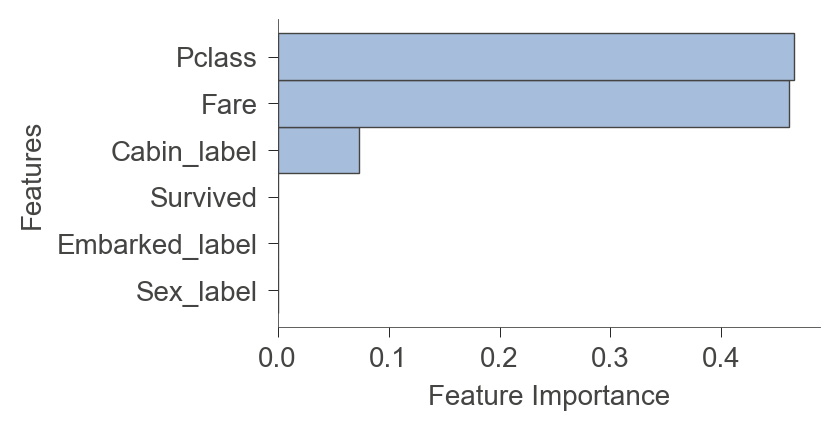 Features
Pclass
Fare
Cabin_label
Survived
Embarked_label
Sex_label
0.0 0.1 0.2 0.3 0.4
Feature Importance